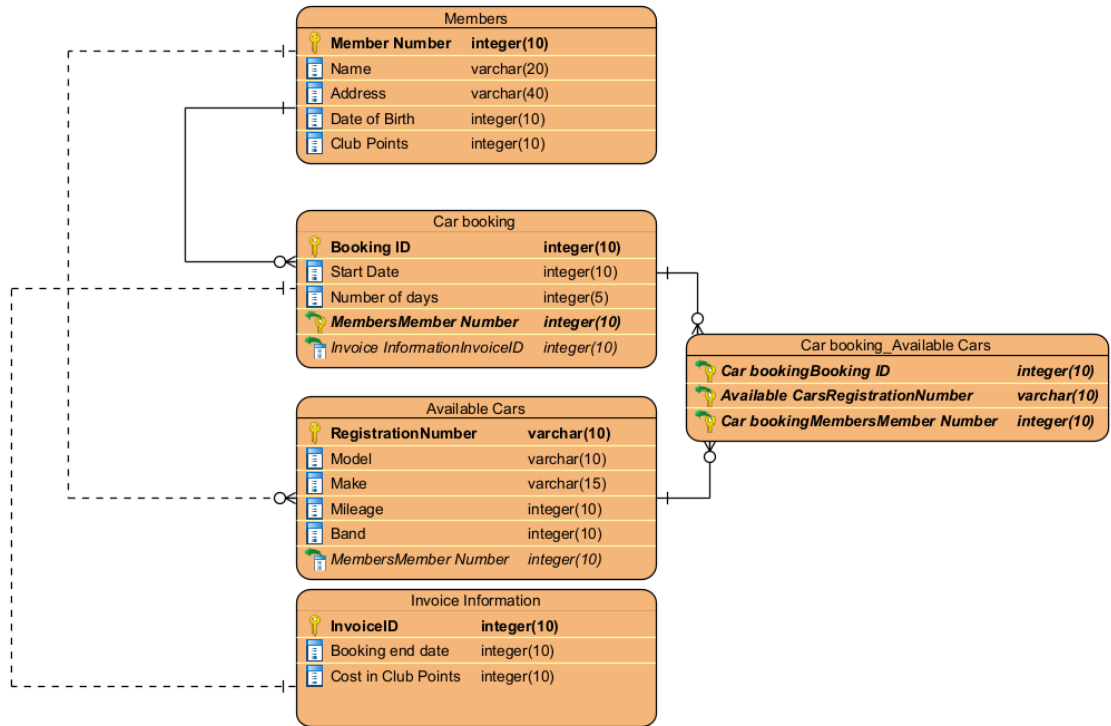 Members
Member Number integer(10)
Name varchar(20)
Address varchar(40)
Date of Birth integer(10)
Club Points integer(10)
Car booking
Booking ID integer(10)
Start Date integer(10)
Number of days integer(5)
MembersMember Number integer(10)
Invoice InformationInvoiceID integer(10)
Car booking_Available Cars
Car bookingBooking ID integer(10)
Available CarsRegistrationNumber varchar(10)
Car bookingMembersMember Number integer(10)
Available Cars
RegistrationNumber varchar(10)
Model varchar(10)
Make varchar(15)
Mileage integer(10)
Band integer(10)
MembersMember Number integer(10)
Invoice Information
InvoiceID integer(10)
Booking end date integer(10)
Cost in Club Points integer(10)